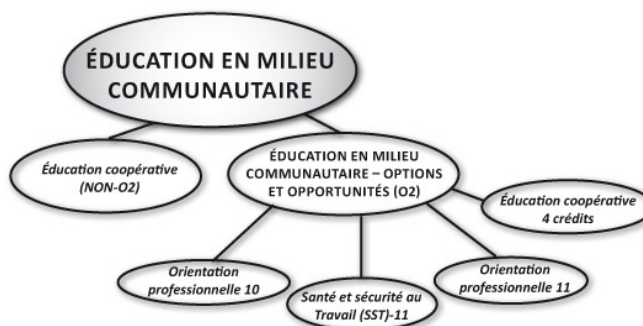 ÉDUCATION EN MILIEU
COMMUNAUTAIRE
Éducation coopérative
(NON-O2)
ÉDUCATION EN MILIEU
COMMUNAUTAIRE – OPTIONS
ET OPPORTUNITÉS (O2)
Éducation coopérative
4 crédits
Orientation
professionnelle 10
Santé et sécurité au
Travail (SST)-11
Orientation
professionnelle 11